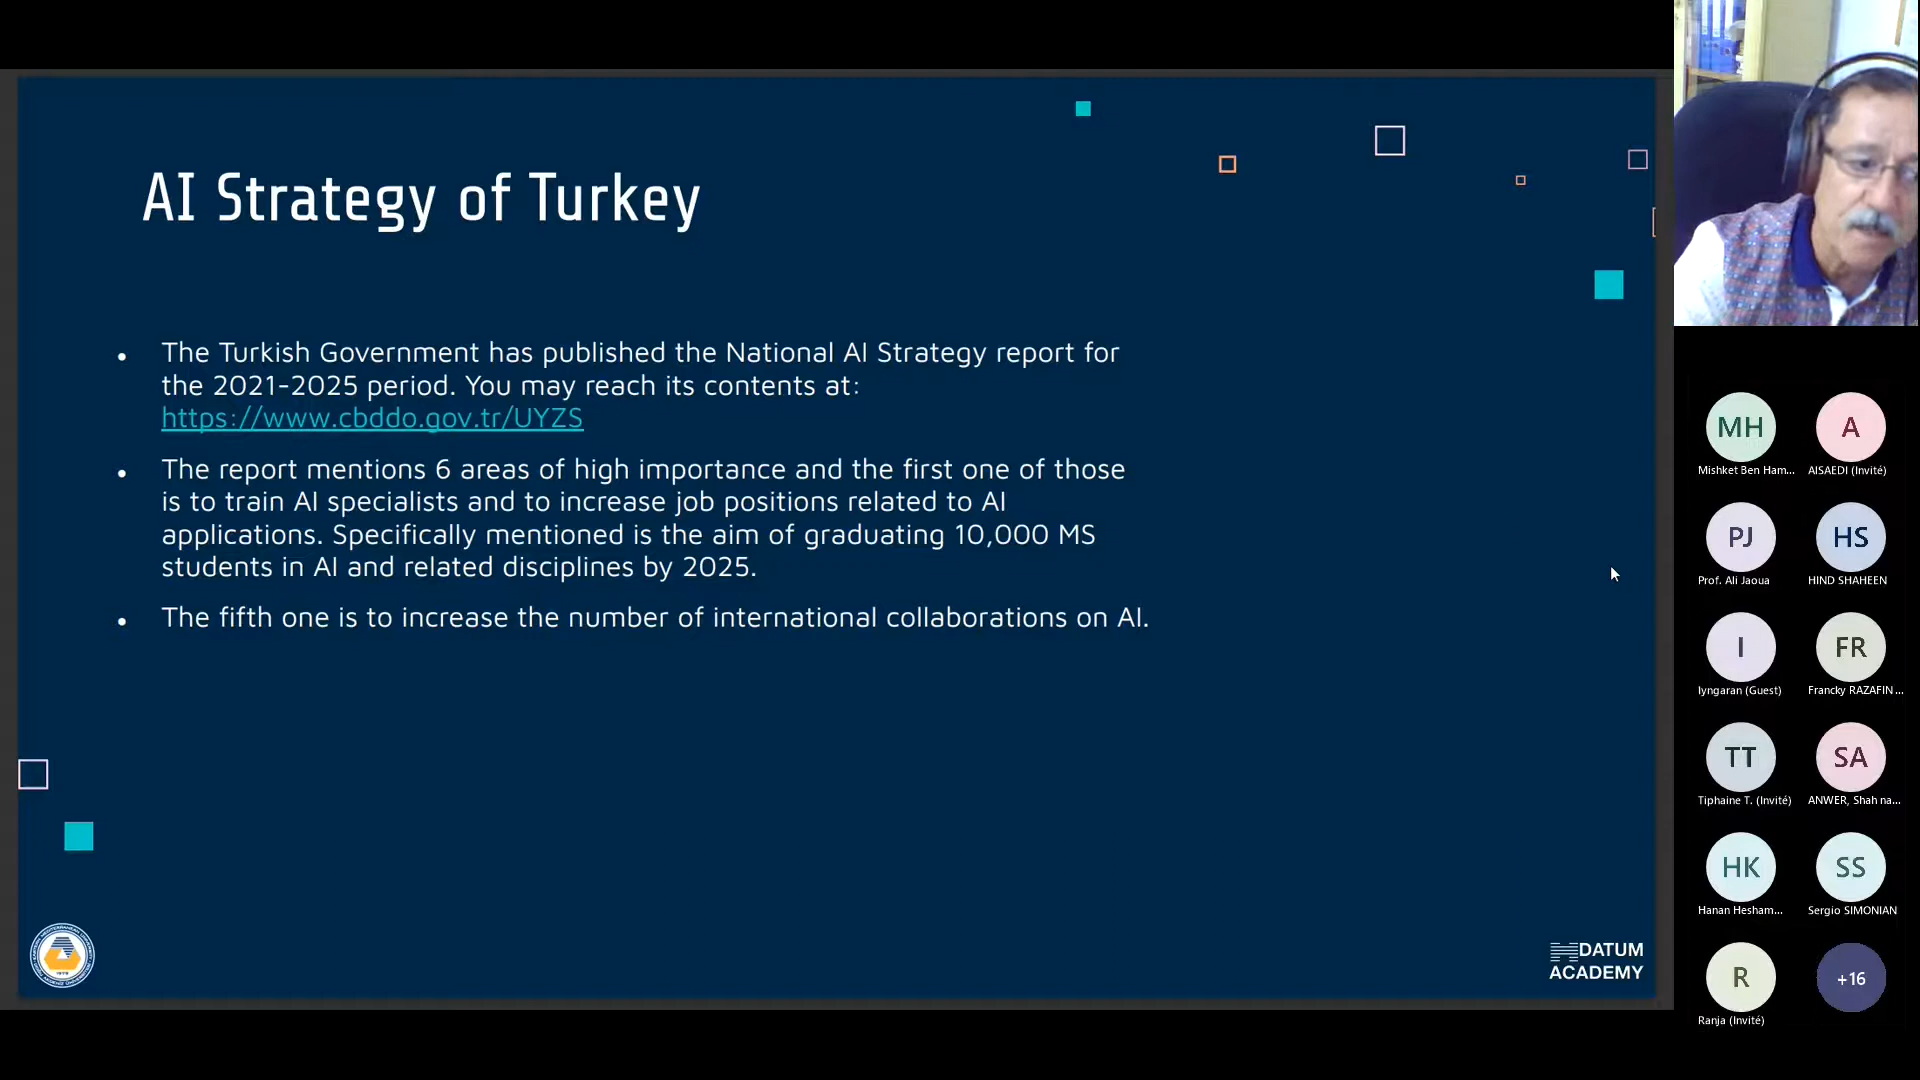 AI Strategy of Turkey
• The Turkish Government has published the National AI Strategy report for
the 2021-2025 period. You may reach its contents at:
https://www.cbddo.gov.tr/UYZS
• The report mentions 6 areas of high importance and the first one of those
is to train AI specialists and to increase job positions related to AI
applications. Specifically mentioned is the aim of graduating 10,000 MS
students in AI and related disciplines by 2025.
• The fifth one is to increase the number of international collaborations on AI.
DATUM
ACADEMY
MH A
Mishket Ben Ham... AISAEDI (Invité)
PJ HS
Prof. Ali Jaoua HIND SHAHEEN
I FR
Iyngaran (Guest) Francky RAZAFIN...
TT SA
Tiphaine T. (Invité) ANWER, Shah na...
HK SS
Hanan Hesham... Sergio SIMONIAN
R +16
Ranja (Invité)